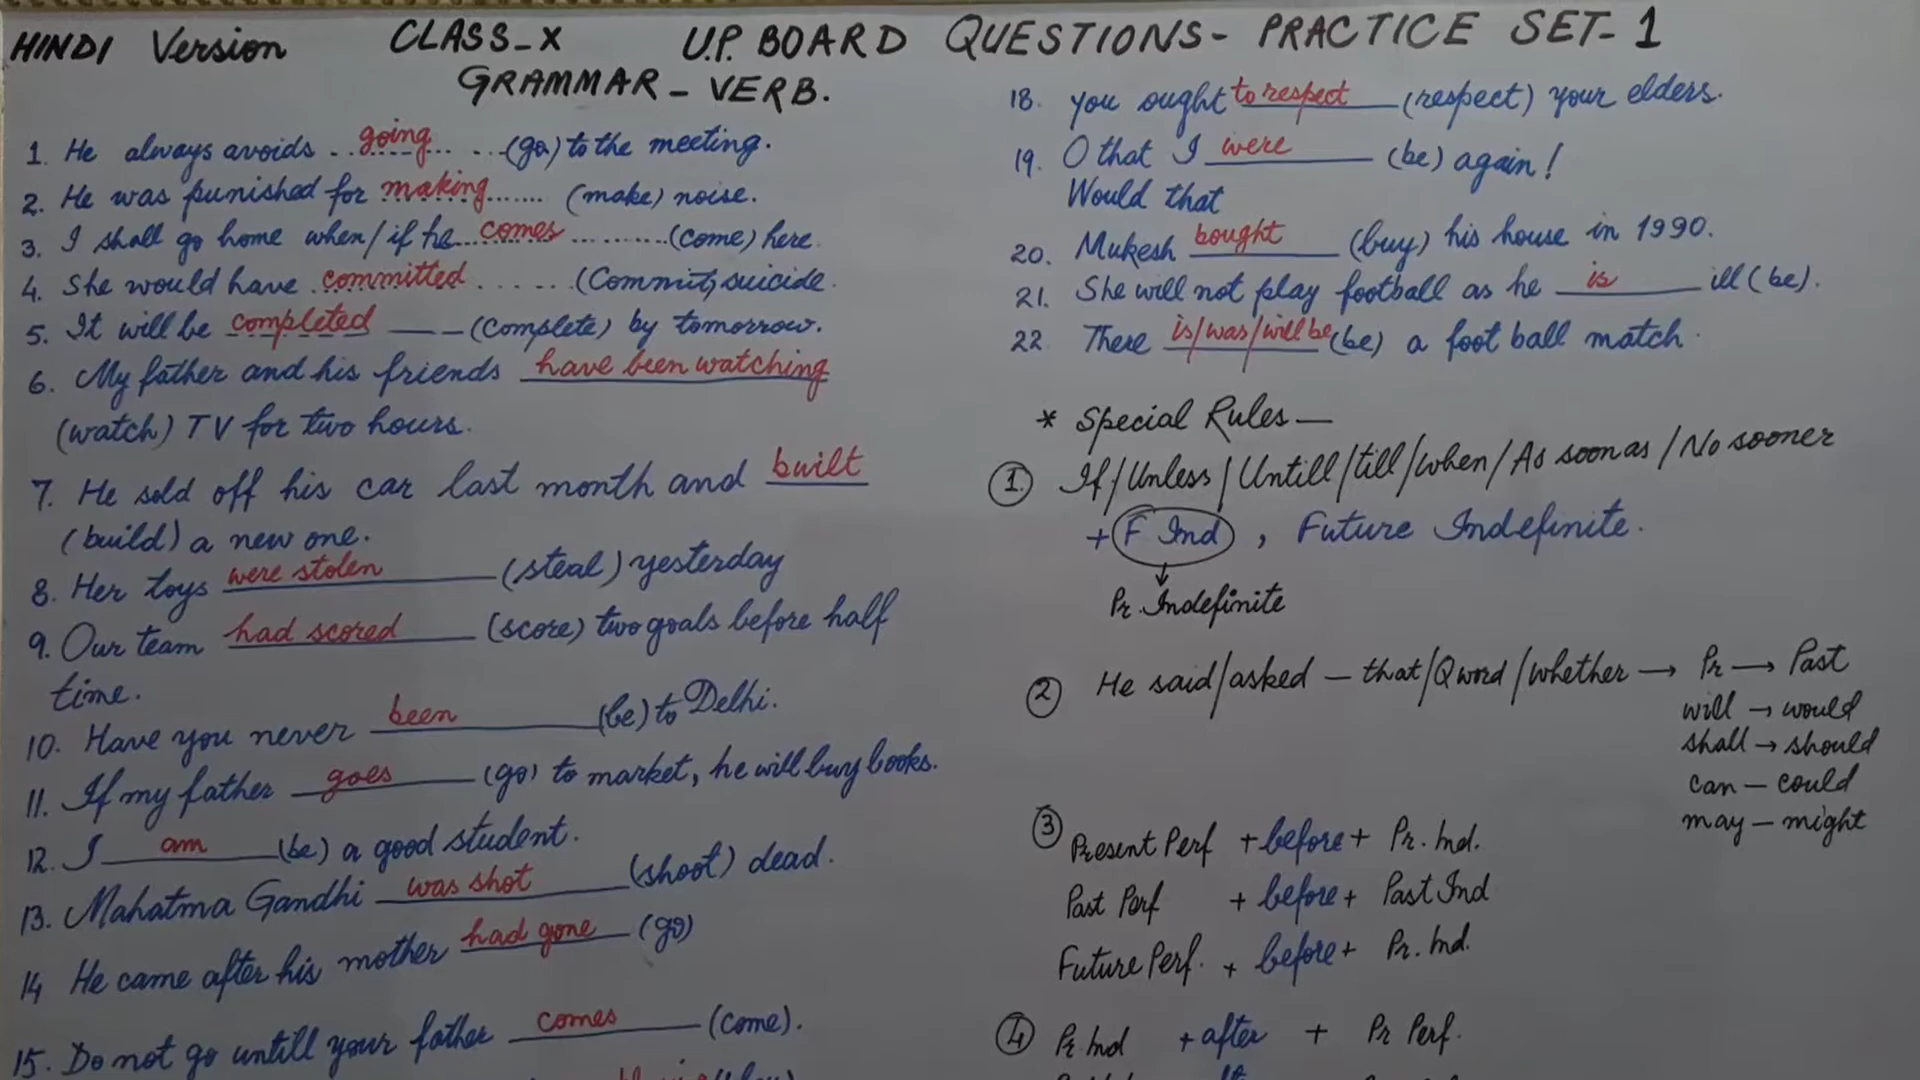 HINDI Version CLASS-X U.P. BOARD QUESTIONS- PRACTICE SET-1
GRAMMAR - VERB.
1. He always avoids going (go) to the meeting.
2. He was punished for making (make) noise.
3. I shall go home when/if he comes (come) here
4. She would have committed (Commit) suicide.
5. It will be completed (complete) by tomorrow.
6. My father and his friends have been watching
(watch) TV for two hours.
7. He sold off his car last month and built
(build) a new one.
8. Her toys were stolen (steal) yesterday
9. Our team had scored (score) two goals before half
time.
10. Have you never been (be) to Delhi.
11. If my father goes (go) to market, he will buy books.
12. I am (be) a good student.
13. Mahatma Gandhi was shot (shoot) dead.
14 He came after his mother had gone (go)
15. Do not go untill your father comes (come).
18. You ought to respect (respect) your elders.
19. O that I were (be) again!
Would that
20. Mukesh bought (buy) his house in 1990.
21. She will not play football as he is ill (be).
22. There is/was/will be (be) a foot ball match.
* Special Rules —
1. If/Unless/Untill/till/when/As soon as/No sooner
+ F Ind, Future Indefinite.
Pr. Indefinite
2 He said/asked - that/Qword/whether → Pr → Past
will → would
shall → should
can - could
may - might
3 Present Perf + before + Pr. Ind.
Past Perf + before + Past Ind
Future Perf. + before + Pr. Ind.
4 Pr. Ind + after + Pr Perf.